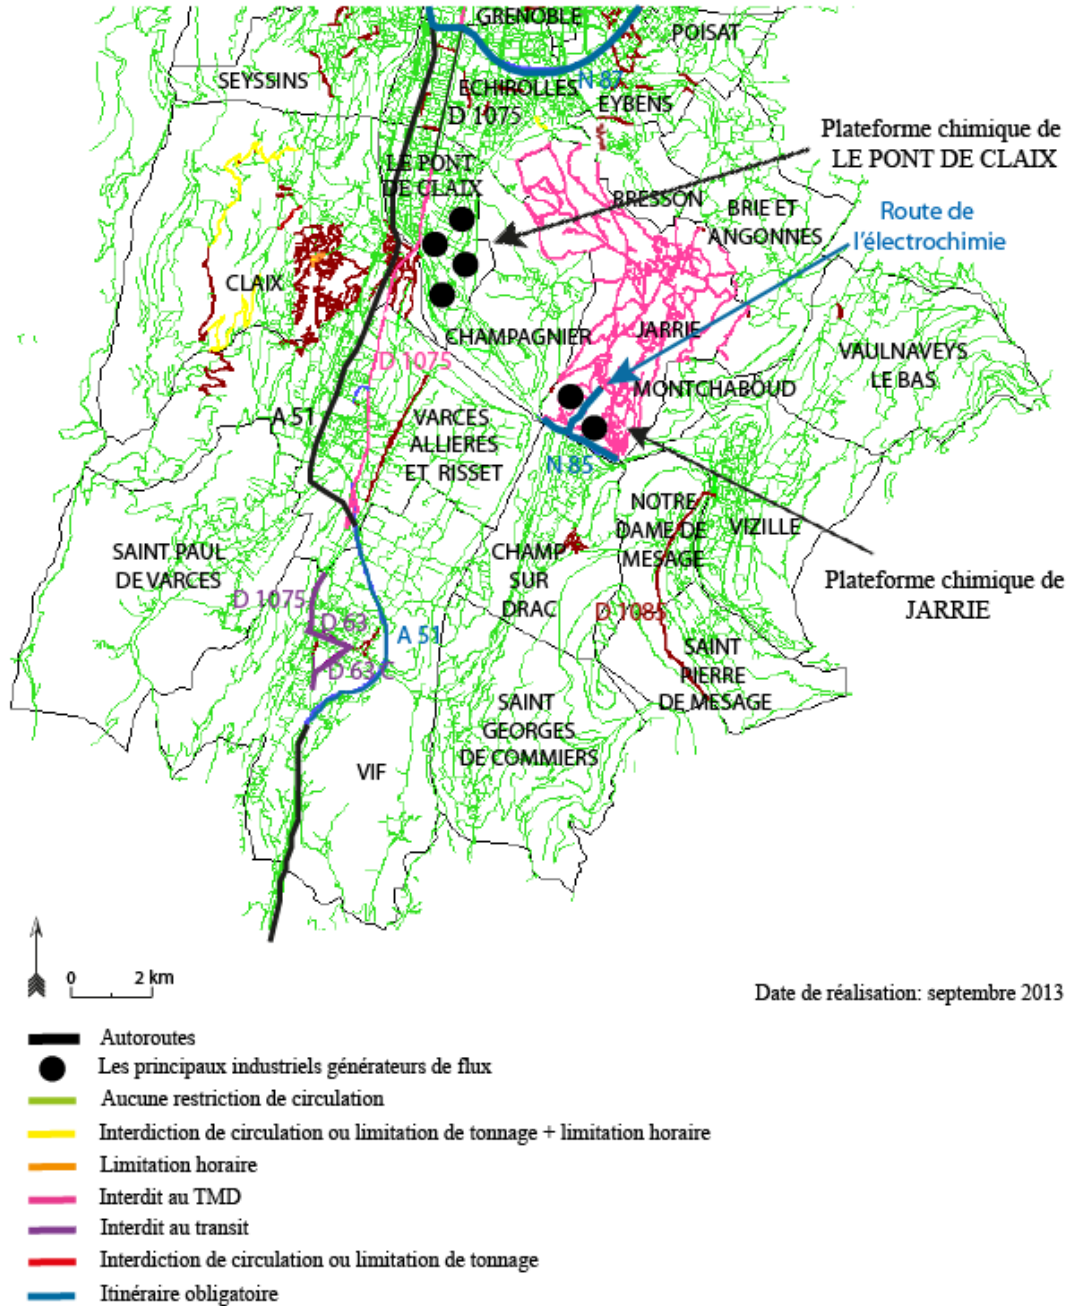 GRENOBLE
POISAT
SEYSSINS
N 87
ECHIROLLES
EYBENS
D 1075
Plateforme chimique de
LE PONT DE CLAIX
LE PONT
DE CLAIX
BRESSON
BRIE ET
ANGONNES
Route de
l'électrochimie
CLAIX
CHAMPAGNIER
JARRIE
VAULNAVEYS
LE BAS
D 1075
MONTCHABOUD
A 51
VARCES
ALLIERES
ET RISSET
N 85
NOTRE
DAME DE
MESAGE
VIZILLE
SAINT PAUL
DE VARCES
CHAMP
SUR
DRAC
Plateforme chimique de
JARRIE
D 1075
D 63
A 51
D 1085
D 63 C
SAINT
PIERRE
DE MESAGE
SAINT
GEORGES
DE COMMIERS
VIF
0 2 km
Date de réalisation: septembre 2013
Autoroutes
Les principaux industriels générateurs de flux
Aucune restriction de circulation
Interdiction de circulation ou limitation de tonnage + limitation horaire
Limitation horaire
Interdit au TMD
Interdit au transit
Interdiction de circulation ou limitation de tonnage
Itinéraire obligatoire